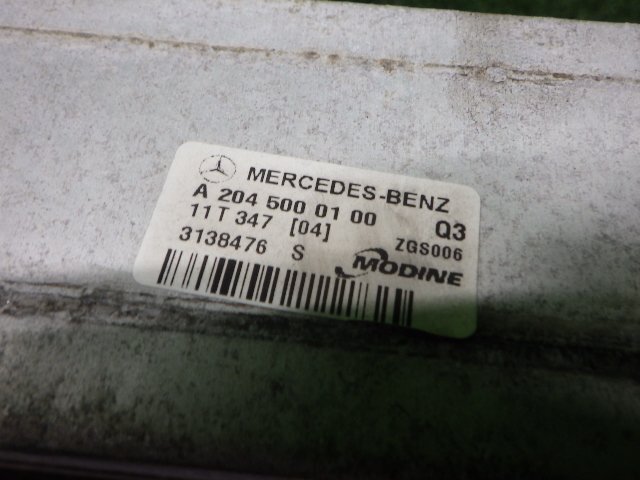 MERCEDES-BENZ
A 204 500 01 00 Q3
11T 347 [04] ZGS006
3138476 S MODINE